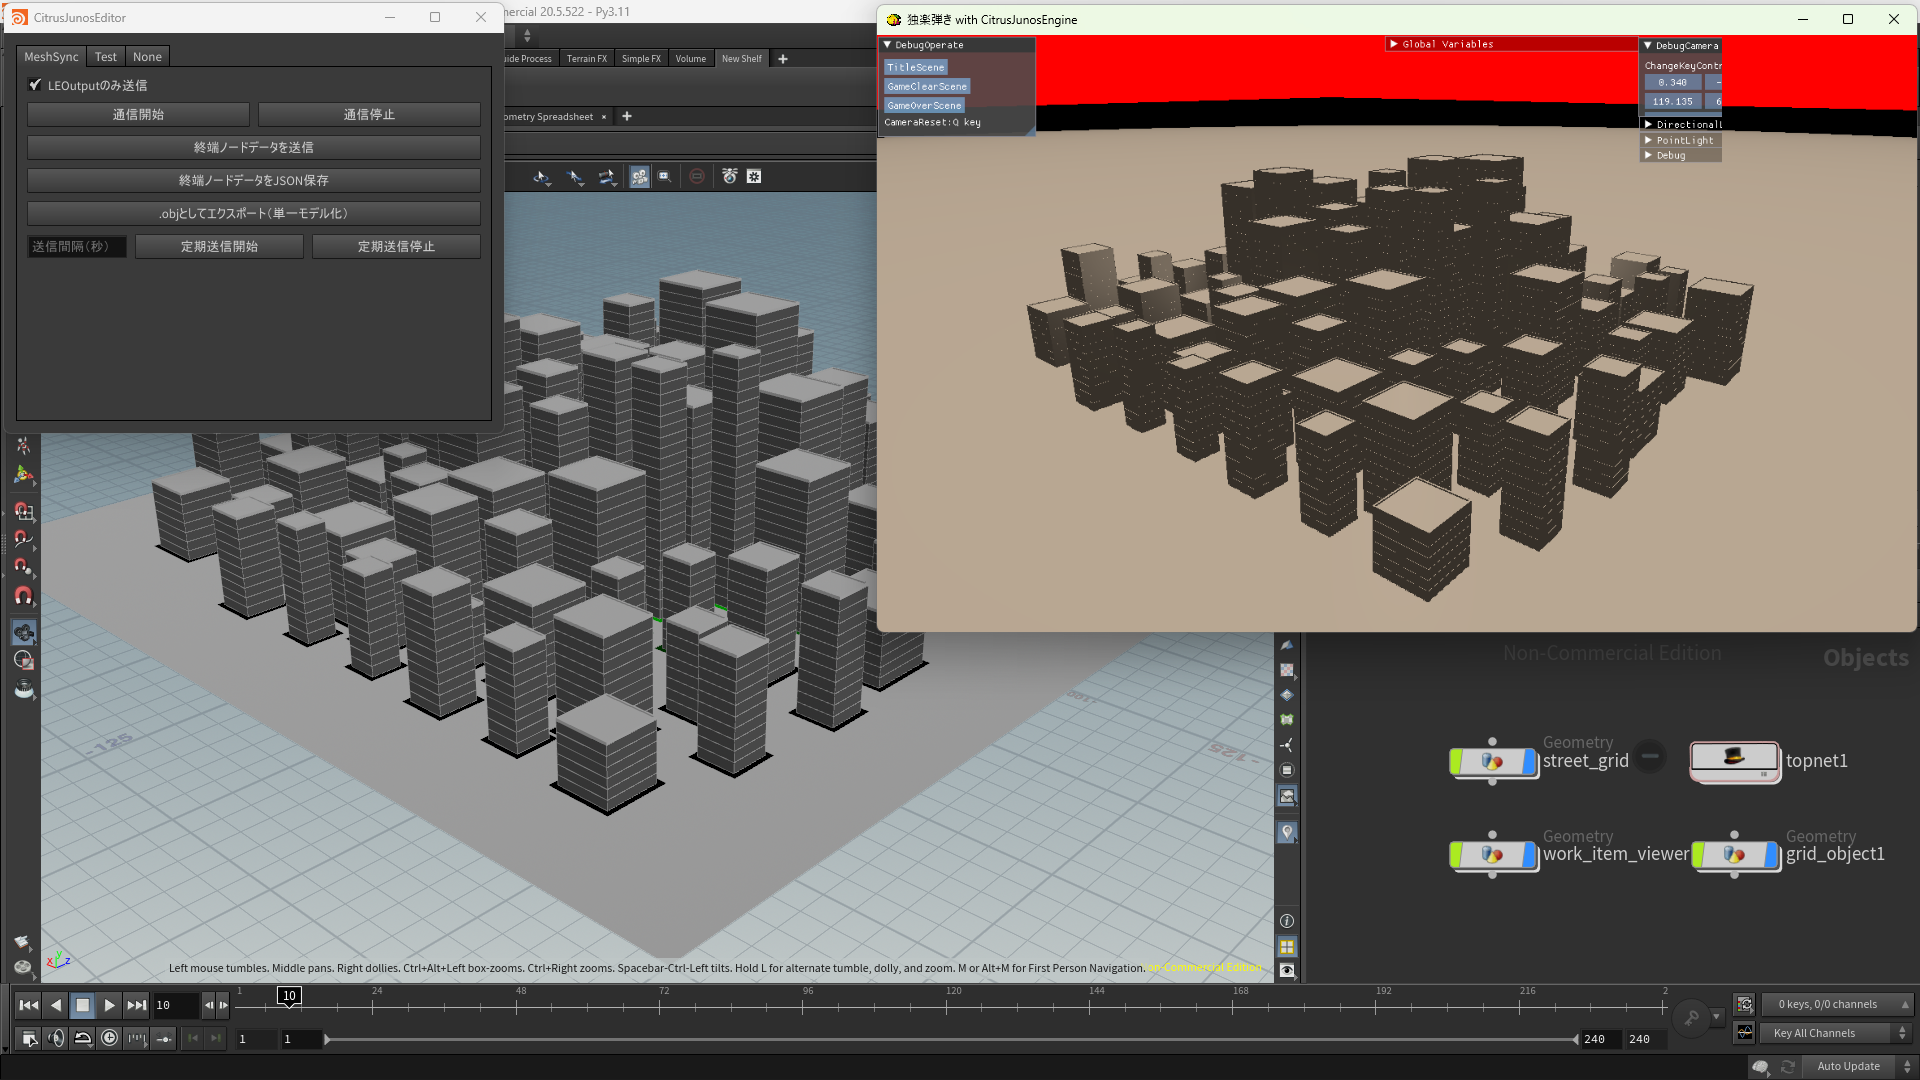 CitrusJunosEditor
mmercial 20.5.522 - Py3.11
独楽弾き with CitrusJunosEngine
MeshSync
Test
None
LEOutputのみ送信
通信開始
通信停止
終端ノードデータを送信
終端ノードデータをJSON保存
.objとしてエクスポート(単一モデル化)
送信間隔(秒)
定期送信開始
定期送信停止
uide Process
Terrain FX
Simple FX
Volume
New Shelf
ometry Spreadsheet
DebugOperate
TitleScene
GameClearScene
GameOverScene
CameraReset:Q key
Global Variables
DebugCamera
ChangeKeyContr
0.340
119.135
6
Directional
PointLight
Debug
Non-Commercial Edition
Objects
Geometry
street_grid
topnet1
Geometry
work_item_viewer
Geometry
grid_object1
-125
-125
Left mouse tumbles. Middle pans. Right dollies. Ctrl+Alt+Left box-zooms. Ctrl+Right zooms. Spacebar-Ctrl-Left tilts. Hold L for alternate tumble, dolly, and zoom. M or Alt+M for First Person Navigation.
on-Commercial Edition
x y z
10
1
10
24
48
72
96
120
144
168
192
216
2
0 keys, 0/0 channels
1
1
240
240
Key All Channels
Auto Update